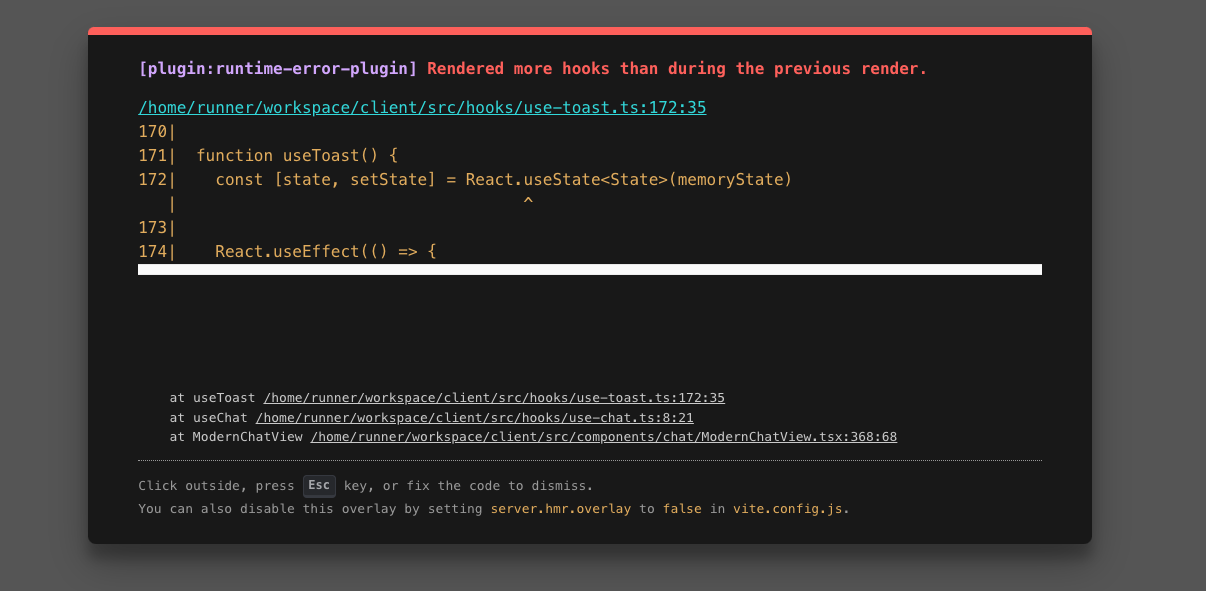 [plugin:runtime-error-plugin] Rendered more hooks than during the previous render.
/home/runner/workspace/client/src/hooks/use-toast.ts:172:35
170|
171|  function useToast() {
172|    const [state, setState] = React.useState<State>(memoryState)
   |                                    ^
173|
174|    React.useEffect(() => {
at useToast /home/runner/workspace/client/src/hooks/use-toast.ts:172:35
at useChat /home/runner/workspace/client/src/hooks/use-chat.ts:8:21
at ModernChatView /home/runner/workspace/client/src/components/chat/ModernChatView.tsx:368:68
Click outside, press Esc key, or fix the code to dismiss.
You can also disable this overlay by setting server.hmr.overlay to false in vite.config.js.